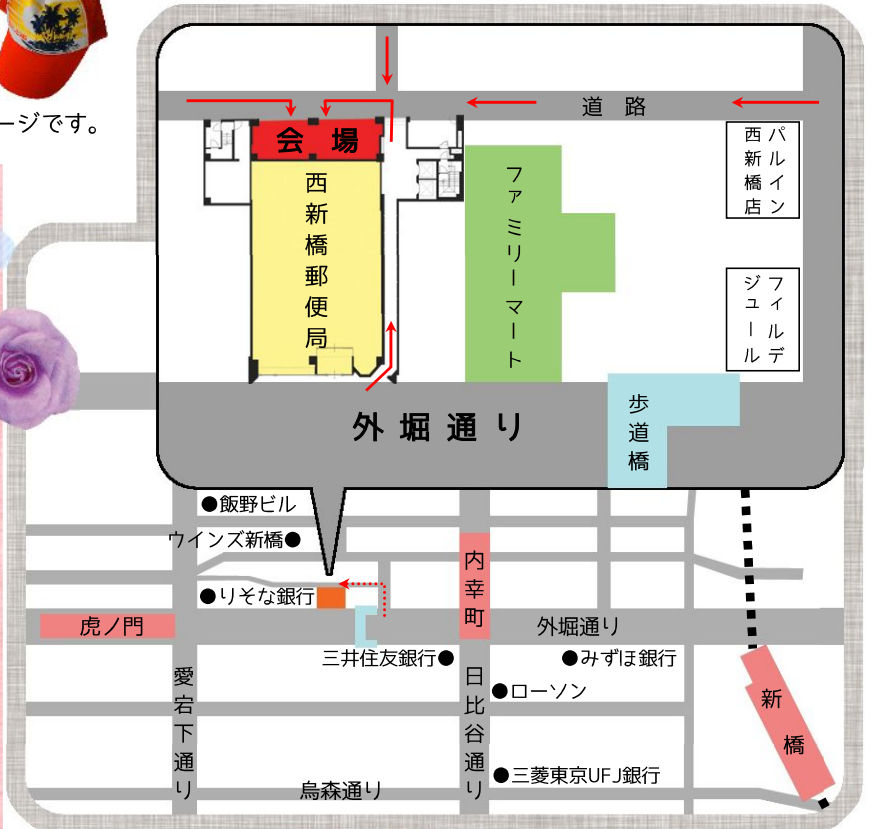 ージです。
道 路
会 場
西新橋郵便局
ファミリーマート
パルイン
西新橋店
フィルデ
ジュール
外 堀 通 り
歩道橋
●飯野ビル
ウインズ新橋●
●りそな銀行
内幸町
虎ノ門
外堀通り
三井住友銀行●
●みずほ銀行
愛宕下通り
日比谷通り
●ローソン
新橋
●三菱東京UFJ銀行
烏森通り